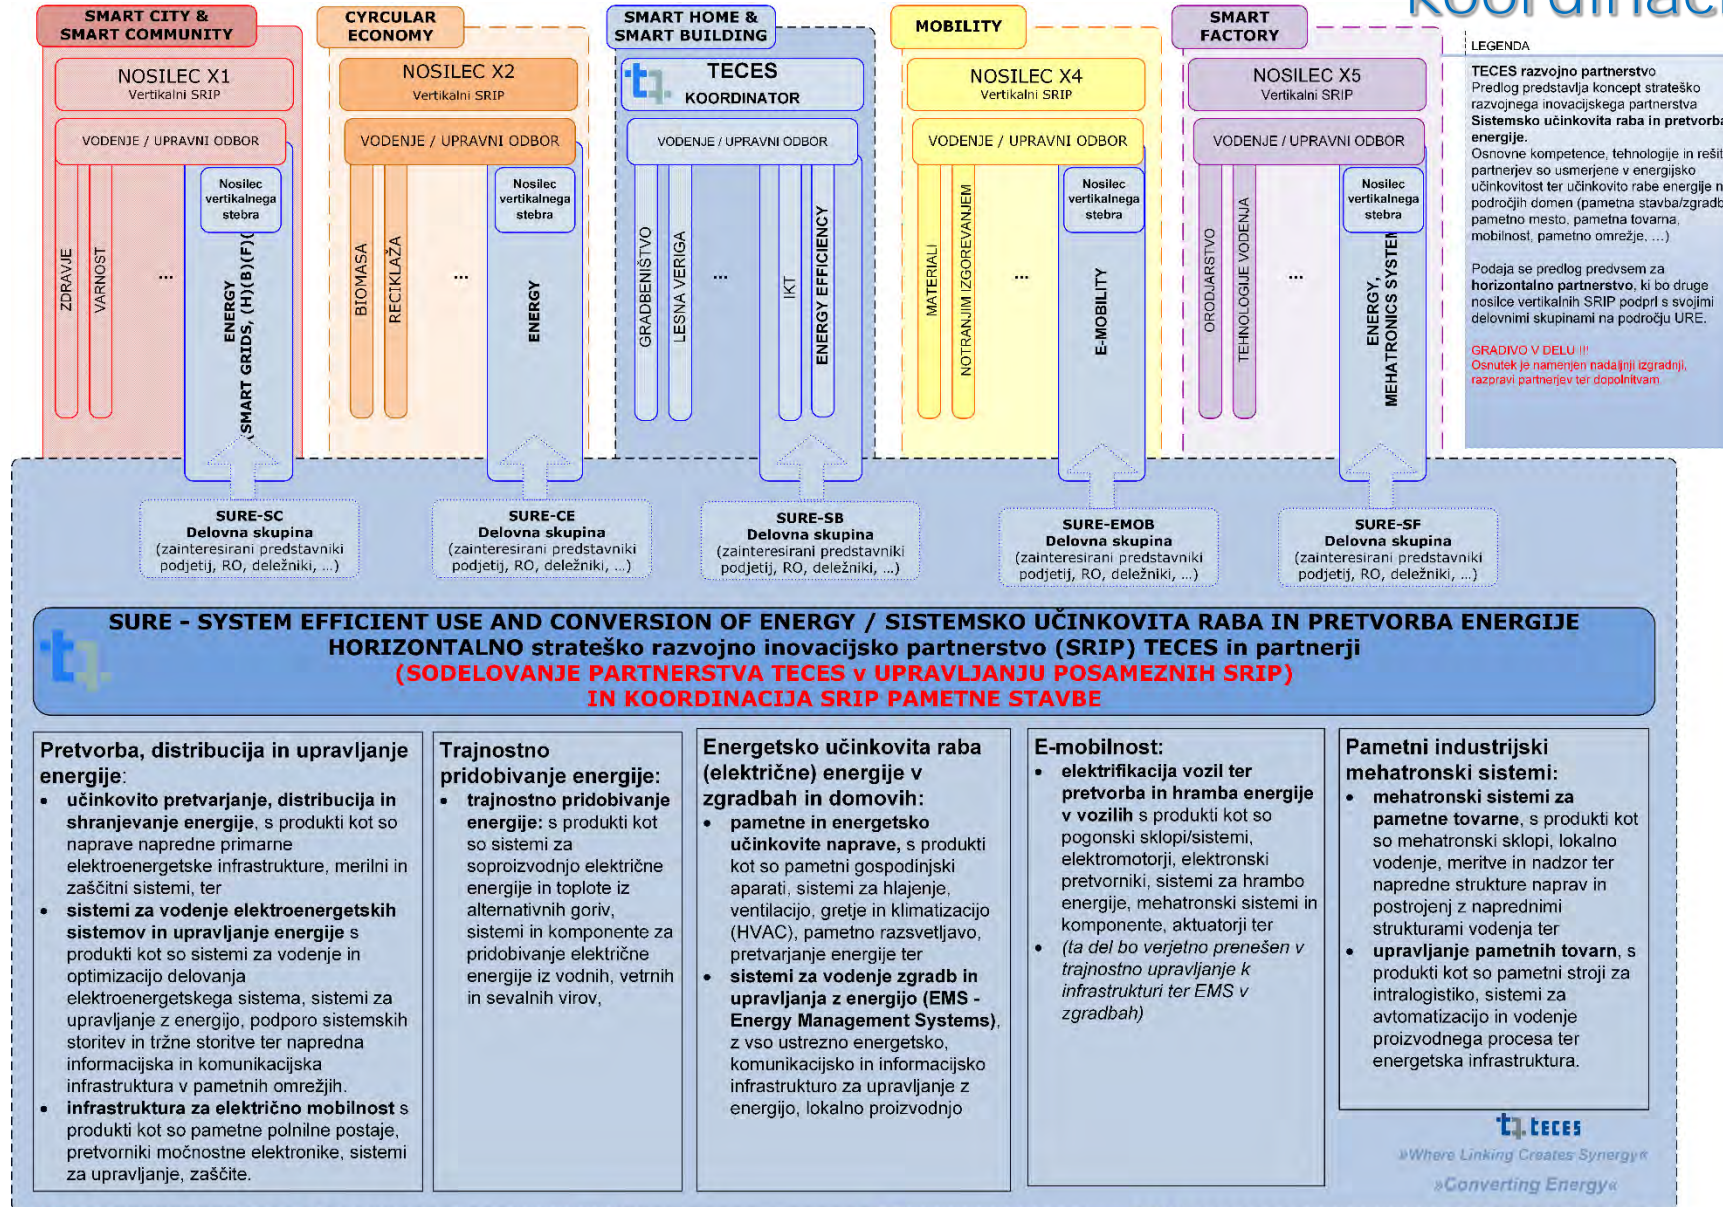 koordinaci
SMART CITY &
SMART COMMUNITY
NOSILEC X1
Vertikalni SRIP
VODENJE / UPRAVNI ODBOR
Nosilec
vertikalnega
stebra
ZDRAVJE
VARNOST
...
ENERGY
(SMART GRIDS, (H)(B)(F)(
CYRCULAR
ECONOMY
NOSILEC X2
Vertikalni SRIP
VODENJE / UPRAVNI ODBOR
Nosilec
vertikalnega
stebra
BIOMASA
RECIKLAŽA
...
ENERGY
SMART HOME &
SMART BUILDING
TECES
KOORDINATOR
VODENJE / UPRAVNI ODBOR
GRADBENIŠTVO
LESNA VERIGA
...
IKT
ENERGY EFFICIENCY
MOBILITY
NOSILEC X4
Vertikalni SRIP
VODENJE / UPRAVNI ODBOR
Nosilec
vertikalnega
stebra
MATERIALI
NOTRANJIM IZGOREVANJEM
...
E-MOBILITY
SMART
FACTORY
NOSILEC X5
Vertikalni SRIP
VODENJE / UPRAVNI ODBOR
Nosilec
vertikalnega
stebra
ORODJARSTVO
TEHNOLOGIJE VODENJA
...
ENERGY,
MEHATRONICS SYSTEM
LEGENDA
TECES razvojno partnerstvo
Predlog predstavlja koncept strateško
razvojnega inovacijskega partnerstva
Sistemsko učinkovita raba in pretvorba
energije.
Osnovne kompetence, tehnologije in rešit
partnerjev so usmerjene v energijsko
učinkovitost ter učinkovito rabe energije n
področjih domen (pametna stavba/zgradb
pametno mesto, pametna tovarna,
mobilnost, pametno omrežje, ...)
Podaja se predlog predvsem za
horizontalno partnerstvo, ki bo druge
nosilce vertikalnih SRIP podprl s svojimi
delovnimi skupinami na področju URE.
GRADIVO V DELU !!!
Osnutek je namenjen nadaljnji izgradnji,
razpravi partnerjev ter dopolnitvam
SURE-SC
Delovna skupina
(zainteresirani predstavniki
podjetij, RO, deležniki, ...)
SURE-CE
Delovna skupina
(zainteresirani predstavniki
podjetij, RO, deležniki, ...)
SURE-SB
Delovna skupina
(zainteresirani predstavniki
podjetij, RO, deležniki, ...)
SURE-EMOB
Delovna skupina
(zainteresirani predstavniki
podjetij, RO, deležniki, ...)
SURE-SF
Delovna skupina
(zainteresirani predstavniki
podjetij, RO, deležniki, ...)
SURE - SYSTEM EFFICIENT USE AND CONVERSION OF ENERGY / SISTEMSKO UČINKOVITA RABA IN PRETVORBA ENERGIJE
HORIZONTALNO strateško razvojno inovacijsko partnerstvo (SRIP) TECES in partnerji
(SODELOVANJE PARTNERSTVA TECES v UPRAVLJANJU POSAMEZNIH SRIP)
IN KOORDINACIJA SRIP PAMETNE STAVBE
Pretvorba, distribucija in upravljanje
energije:
• učinkovito pretvarjanje, distribucija in
shranjevanje energije, s produkti kot so
naprave napredne primarne
elektroenergetske infrastrukture, merilni in
zaščitni sistemi, ter
• sistemi za vodenje elektroenergetskih
sistemov in upravljanje energije s
produkti kot so sistemi za vodenje in
optimizacijo delovanja
elektroenergetskega sistema, sistemi za
upravljanje z energijo, podporo sistemskih
storitev in tržne storitve ter napredna
informacijska in komunikacijska
infrastruktura v pametnih omrežjih.
• infrastruktura za električno mobilnost s
produkti kot so pametne polnilne postaje,
pretvorniki močnostne elektronike, sistemi
za upravljanje, zaščite.
Trajnostno
pridobivanje energije:
• trajnostno pridobivanje
energije: s produkti kot
so sistemi za
soproizvodnjo električne
energije in toplote iz
alternativnih goriv,
sistemi in komponente za
pridobivanje električne
energije iz vodnih, vetrnih
in sevalnih virov,
Energetsko učinkovita raba
(električne) energije v
zgradbah in domovih:
• pametne in energetsko
učinkovite naprave, s produkti
kot so pametni gospodinjski
aparati, sistemi za hlajenje,
ventilacijo, gretje in klimatizacijo
(HVAC), pametno razsvetljavo,
pretvarjanje energije ter
• sistemi za vodenje zgradb in
upravljanja z energijo (EMS -
Energy Management Systems),
z vso ustrezno energetsko,
komunikacijsko in informacijsko
infrastrukturo za upravljanje z
energijo, lokalno proizvodnjo
E-mobilnost:
• elektrifikacija vozil ter
pretvorba in hramba energije
v vozilih s produkti kot so
pogonski sklopi/sistemi,
elektromotorji, elektronski
pretvorniki, sistemi za hrambo
energije, mehatronski sistemi in
komponente, aktuatorji ter
• (ta del bo verjetno prenešen v
trajnostno upravljanje k
infrastrukturi ter EMS v
zgradbah)
Pametni industrijski
mehatronski sistemi:
• mehatronski sistemi za
pametne tovarne, s produkti kot
so mehatronski sklopi, lokalno
vodenje, meritve in nadzor ter
napredne strukture naprav in
postrojenj z naprednimi
strukturami vodenja ter
• upravljanje pametnih tovarn, s
produkti kot so pametni stroji za
intralogistiko, sistemi za
avtomatizacijo in vodenje
proizvodnega procesa ter
energetska infrastruktura.
teces
»Where Linking Creates Synergy«
»Converting Energy«